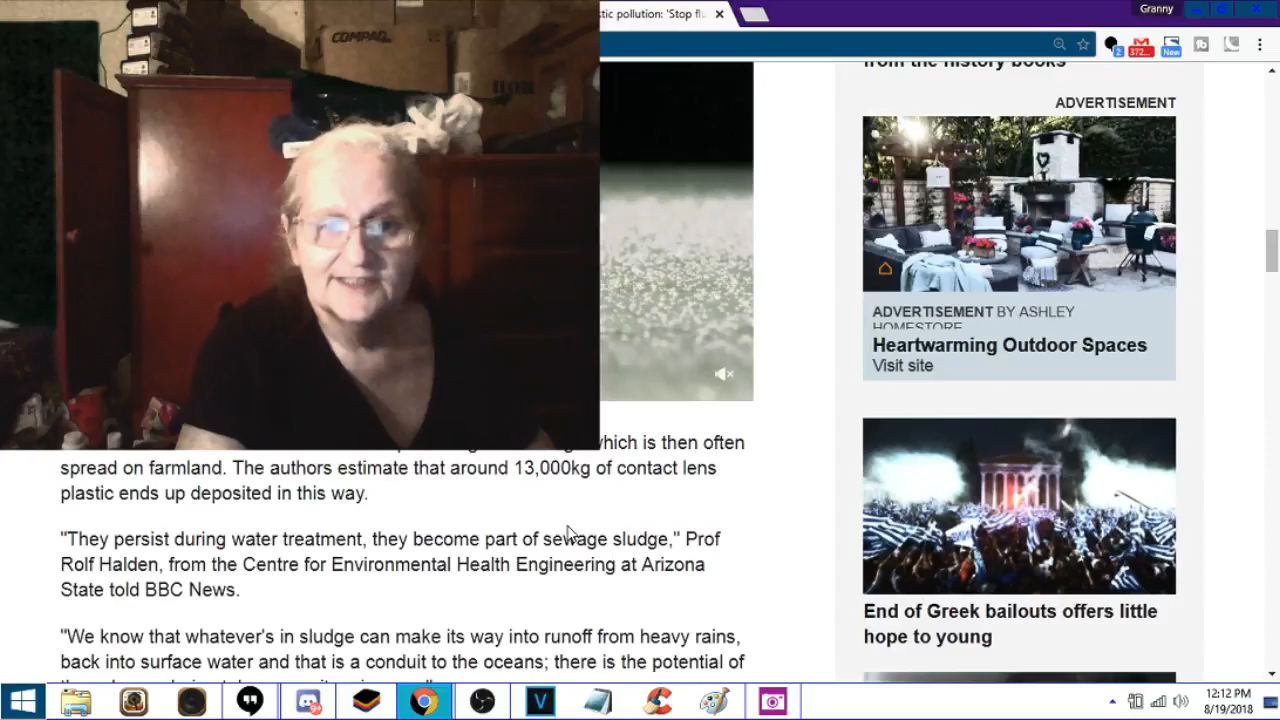 COMPAQ
stic pollution: 'Stop fl
Granny
2
372...
New
from the history books
ADVERTISEMENT
ADVERTISEMENT BY ASHLEY
HOMESTORE
Heartwarming Outdoor Spaces
Visit site
which is then often
spread on farmland. The authors estimate that around 13,000kg of contact lens
plastic ends up deposited in this way.
"They persist during water treatment, they become part of sewage sludge," Prof
Rolf Halden, from the Centre for Environmental Health Engineering at Arizona
State told BBC News.
"We know that whatever's in sludge can make its way into runoff from heavy rains,
back into surface water and that is a conduit to the oceans; there is the potential of
End of Greek bailouts offers little
hope to young
9+
V
12:12 PM
8/19/2018